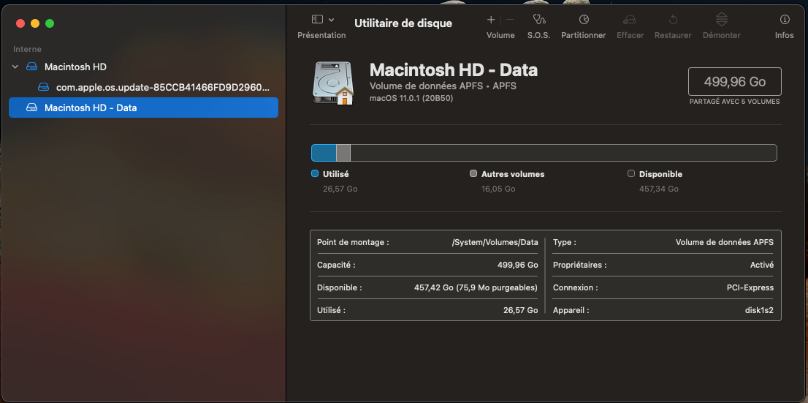 Utilitaire de disque
Présentation
Volume
S.O.S.
Partitionner
Effacer
Restaurer
Démonter
Infos
Interne
Macintosh HD
com.apple.os.update-85CCB41466FD9D2960...
Macintosh HD - Data
Macintosh HD - Data
Volume de données APFS • APFS
macOS 11.0.1 (20B50)
499,96 Go
PARTAGÉ AVEC 5 VOLUMES
Utilisé
26,57 Go
Autres volumes
16,05 Go
Disponible
457,34 Go
Point de montage : /System/Volumes/Data
Capacité : 499,96 Go
Disponible : 457,42 Go (75,9 Mo purgeables)
Utilisé : 26,57 Go
Type : Volume de données APFS
Propriétaires : Activé
Connexion : PCI-Express
Appareil : disk1s2